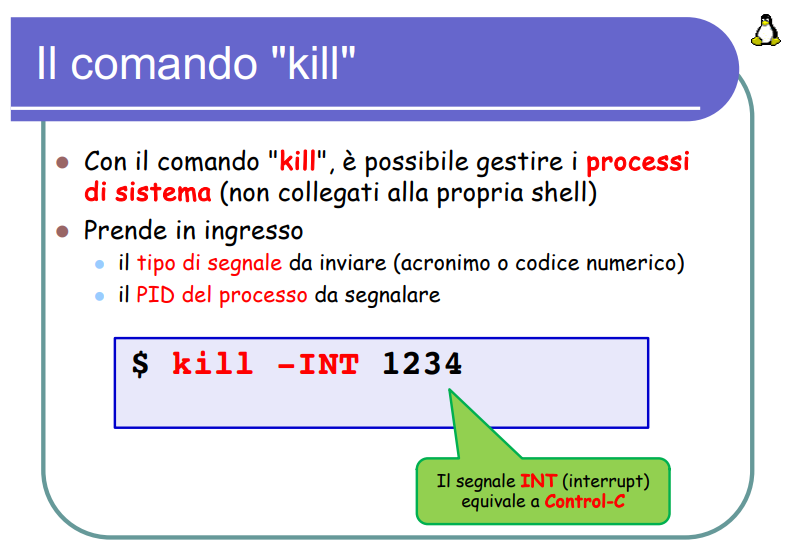 Il comando "kill"
Con il comando "kill", è possibile gestire i processi
di sistema (non collegati alla propria shell)
Prende in ingresso
il tipo di segnale da inviare (acronimo o codice numerico)
il PID del processo da segnalare
$ kill –INT 1234
Il segnale INT (interrupt)
equivale a Control-C